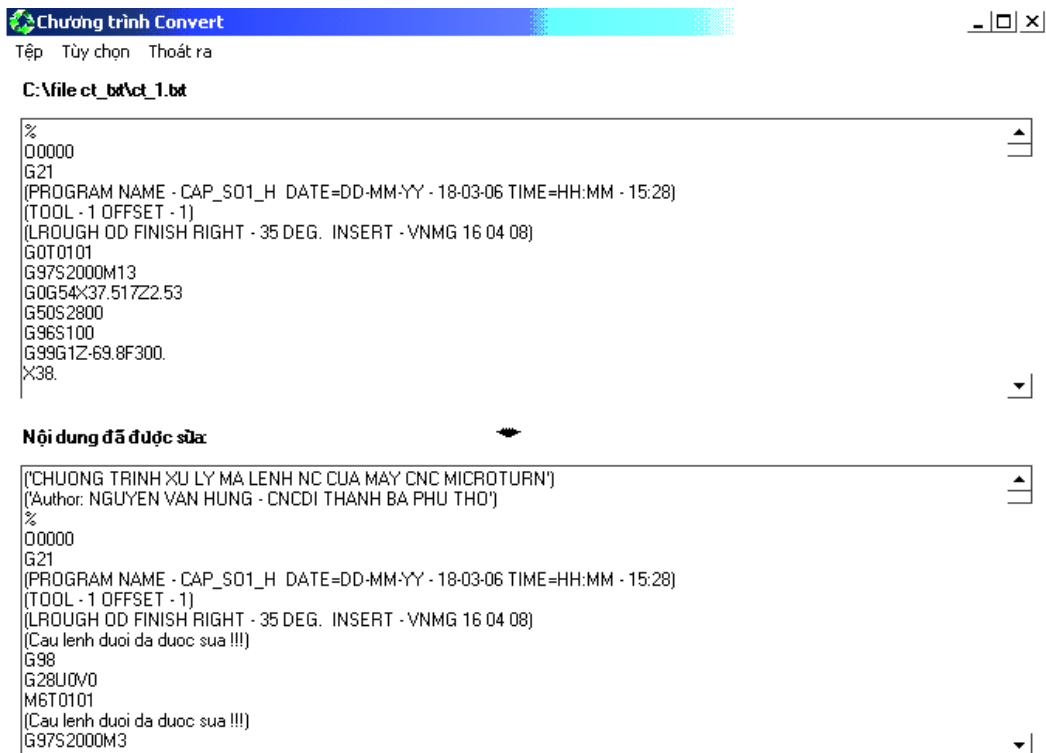 Chương trình Convert
Tệp Tùy chọn Thoát ra
C:\file ct_txt\ct_1.txt
%
O0000
G21
(PROGRAM NAME - CAP_SO1_H DATE=DD-MM-YY - 18-03-06 TIME=HH:MM - 15:28)
(TOOL - 1 OFFSET - 1)
(LROUGH OD FINISH RIGHT - 35 DEG. INSERT - VNMG 16 04 08)
G0T0101
G97S2000M13
G0G54X37.517Z2.53
G50S2800
G96S100
G99G1Z-69.8F300.
X38.
Nội dung đã được sửa:
('CHUONG TRINH XU LY MA LENH NC CUA MAY CNC MICROTURN')
('Author: NGUYEN VAN HUNG - CNCDI THANH BA PHU THO')
%
O0000
G21
(PROGRAM NAME - CAP_SO1_H DATE=DD-MM-YY - 18-03-06 TIME=HH:MM - 15:28)
(TOOL - 1 OFFSET - 1)
(LROUGH OD FINISH RIGHT - 35 DEG. INSERT - VNMG 16 04 08)
(Cau lenh duoi da duoc sua !!!)
G98
G28U0V0
M6T0101
(Cau lenh duoi da duoc sua !!!)
G97S2000M3